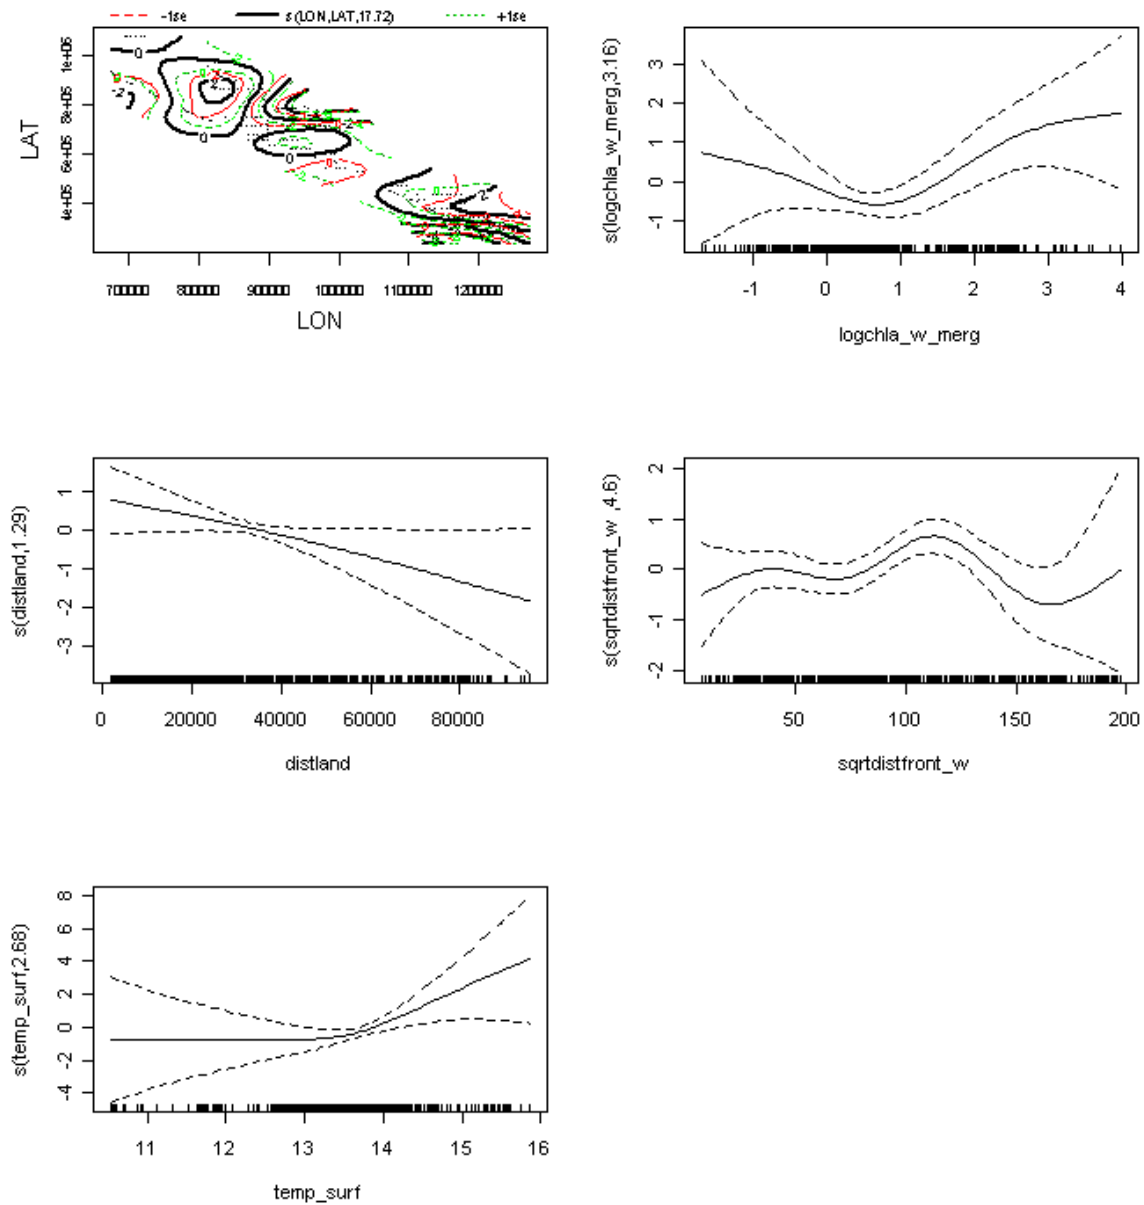 -1se s(LON,LAT,17.72) +1se
LAT
4e+05 6e+05 8e+05 1e+06
700000 800000 900000 1000000 1100000 1200000
LON
s(logchla_w_merg,3.16)
-1 0 1 2 3
-1 0 1 2 3 4
logchla_w_merg
s(distland,1.29)
-3 -2 -1 0 1
0 20000 40000 60000 80000
distland
s(sqrtdistfront_w ,4.6)
-2 -1 0 1 2
50 100 150 200
sqrtdistfront_w
s(temp_surf,2.68)
-4 -2 0 2 4 6 8
11 12 13 14 15 16
temp_surf